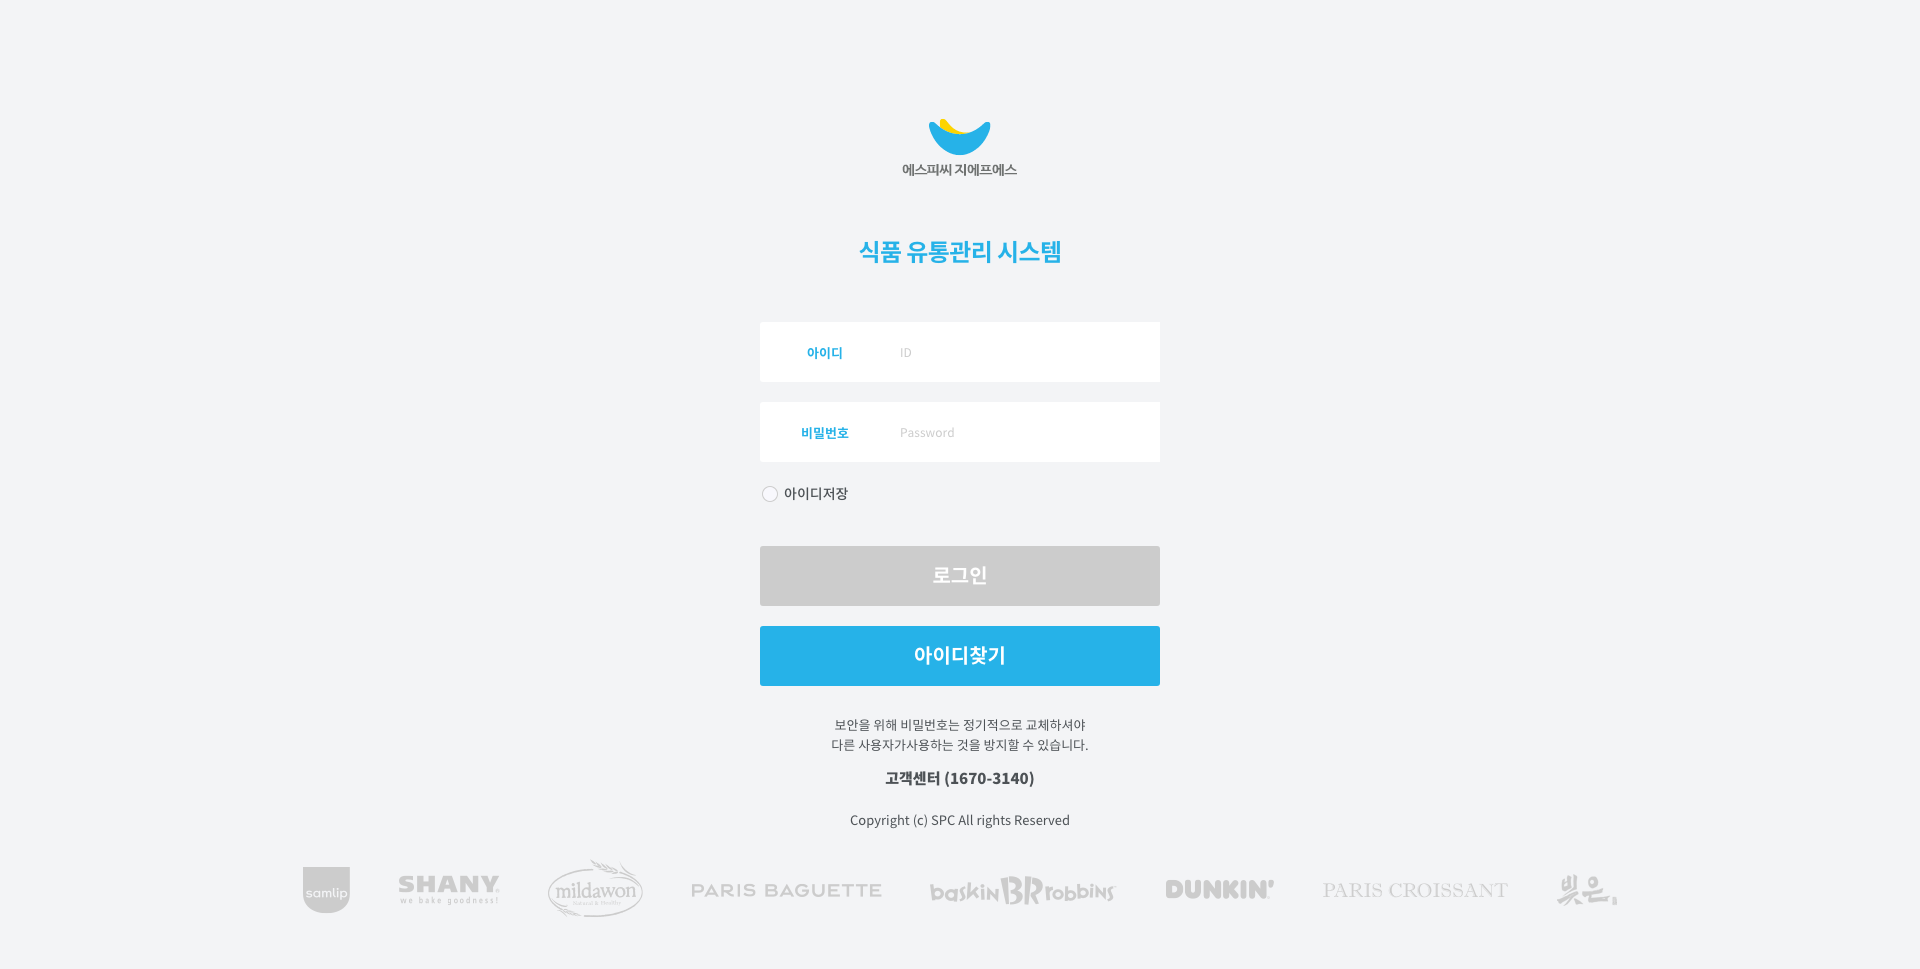 에스피씨 지에프에스
식품 유통관리 시스템
아이디 ID
비밀번호 Password
아이디저장
로그인
아이디찾기
보안을 위해 비밀번호는 정기적으로 교체하셔야
다른 사용자가사용하는 것을 방지할 수 있습니다.
고객센터 (1670-3140)
Copyright (c) SPC All rights Reserved
samlip
SHANY
we bake goodness!
mildawon
Natural & Healthy
PARIS BAGUETTE
baskin BR robbins
DUNKIN'
PARIS CROISSANT
빚은